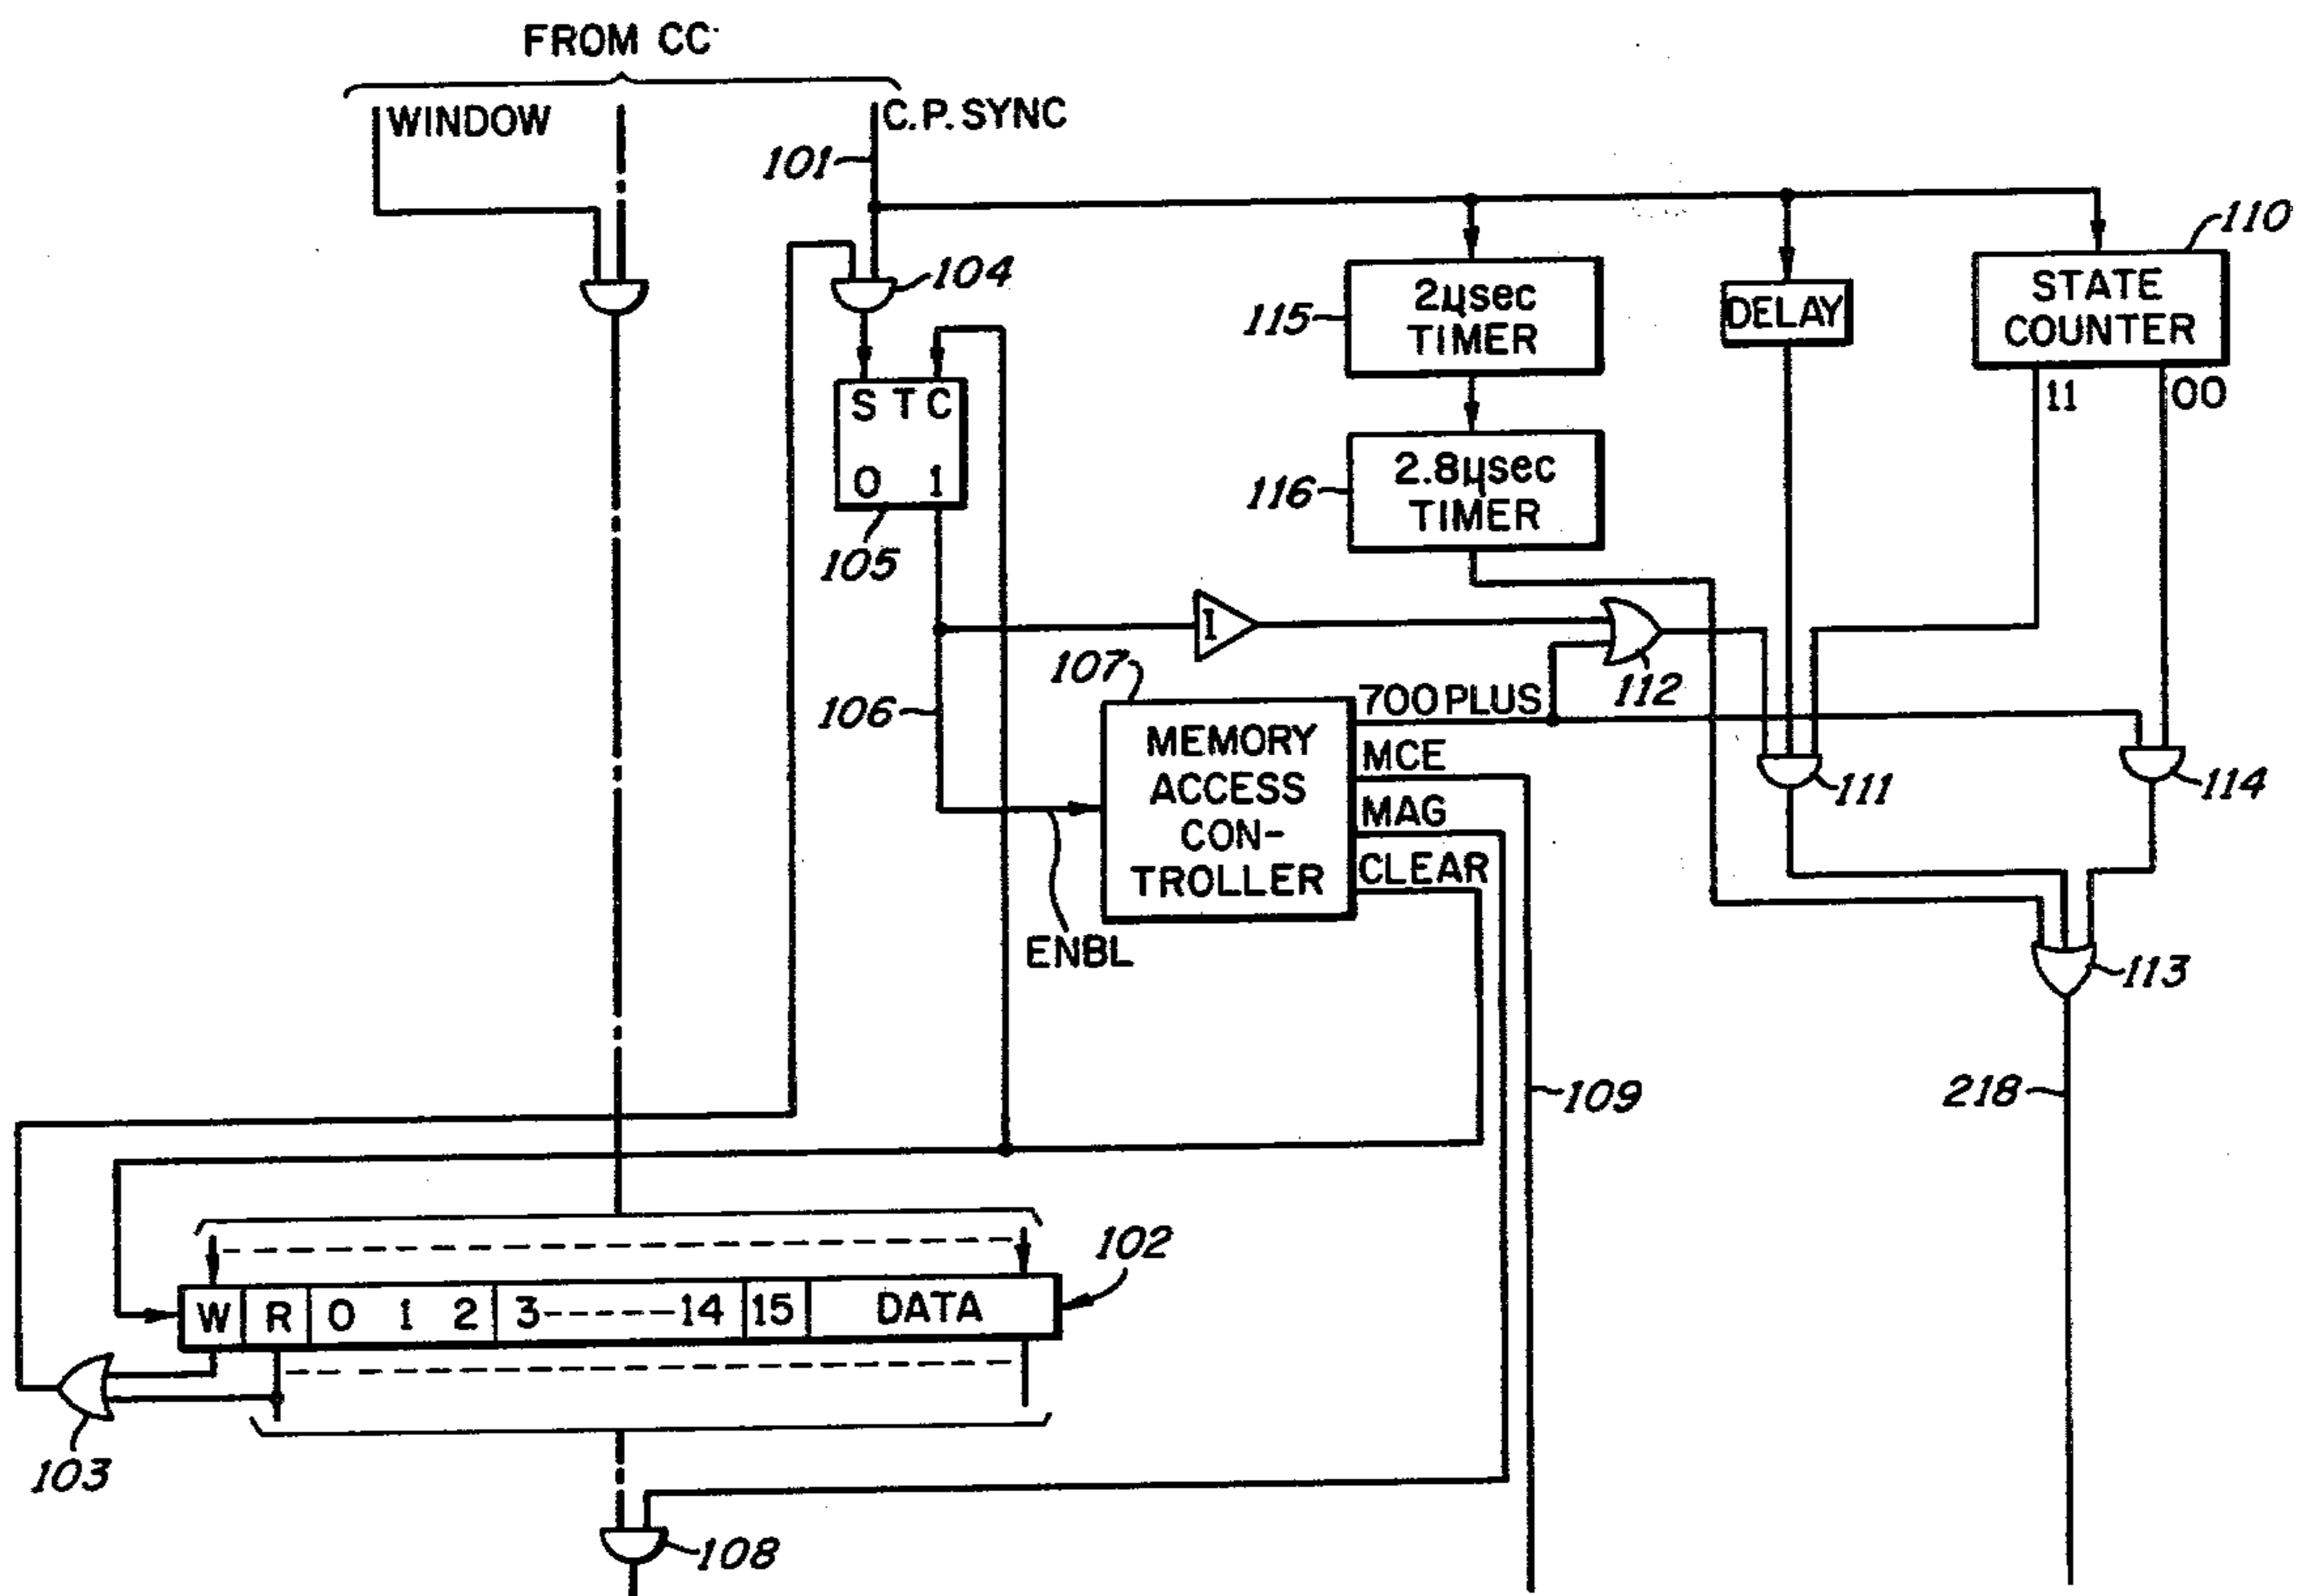 FROM CC
WINDOW
C.P. SYNC
101
110
104
2µsec
TIMER
115
DELAY
STATE
COUNTER
11
00
S T C
0 1
105
2.8µsec
TIMER
116
I
112
107
106
700 PLUS
MCE
MAG
CLEAR
MEMORY
ACCESS
CON-
TROLLER
ENBL
111
114
113
109
218
102
W R 0 1 2 3------14 15 DATA
103
108